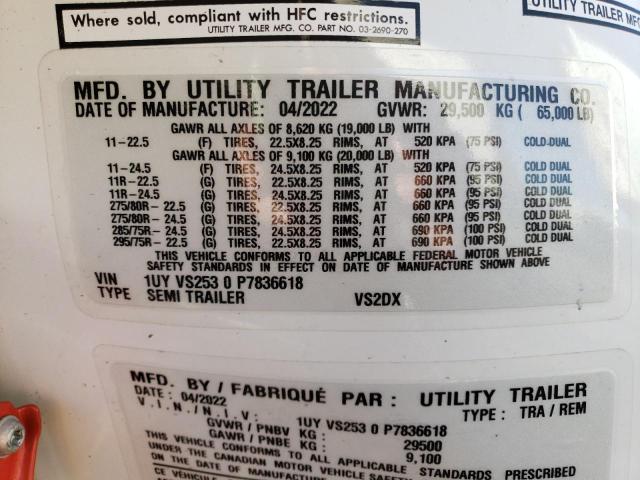 Where sold, compliant with HFC restrictions.
UTILITY TRAILER MFG. CO. PART NO. 03-2690-270
UTILITY TRAILER MFG
MFD. BY UTILITY TRAILER MANUFACTURING CO.
DATE OF MANUFACTURE: 04/2022 GVWR: 29,500 KG ( 65,000 LB)
GAWR ALL AXLES OF 8,620 KG (19,000 LB) WITH
11-22.5 (F) TIRES, 22.5X8.25 RIMS, AT 520 KPA (75 PSI) COLD-DUAL
GAWR ALL AXLES OF 9,100 KG (20,000 LB) WITH
11-24.5 (F) TIRES, 24.5X8.25 RIMS, AT 520 KPA (75 PSI) COLD-DUAL
11R-22.5 (G) TIRES, 22.5X8.25 RIMS, AT 660 KPA (95 PSI) COLD DUAL
11R-24.5 (G) TIRES, 24.5X8.25 RIMS, AT 660 KPA (95 PSI) COLD DUAL
275/80R-22.5 (G) TIRES, 22.5X8.25 RIMS, AT 660 KPA (95 PSI) COLD DUAL
275/80R-24.5 (G) TIRES, 24.5X8.25 RIMS, AT 660 KPA (95 PSI) COLD DUAL
285/75R-24.5 (G) TIRES, 24.5X8.25 RIMS, AT 690 KPA (100 PSI) COLD DUAL
295/75R-22.5 (G) TIRES, 22.5X8.25 RIMS, AT 690 KPA (100 PSI) COLD DUAL
THIS VEHICLE CONFORMS TO ALL APPLICABLE FEDERAL MOTOR VEHICLE
SAFETY STANDARDS IN EFFECT ON DATE OF MANUFACTURE SHOWN ABOVE
VIN 1UY VS253 0 P7836618
TYPE SEMI TRAILER VS2DX
MFD. BY / FABRIQUÉ PAR : UTILITY TRAILER
DATE : 04/2022 TYPE : TRA / REM
V.I.N./N.I.V: 1UY VS253 0 P7836618
GVWR / PNBV KG : 29500
GAWR / PNBE KG : 9,100
THIS VEHICLE CONFORMS TO ALL APPLICABLE STANDARDS PRESCRIBED
UNDER THE CANADIAN MOTOR VEHICLE SAFETY
ON THE DATE OF MANUFACTURE
CE VÉHICULE